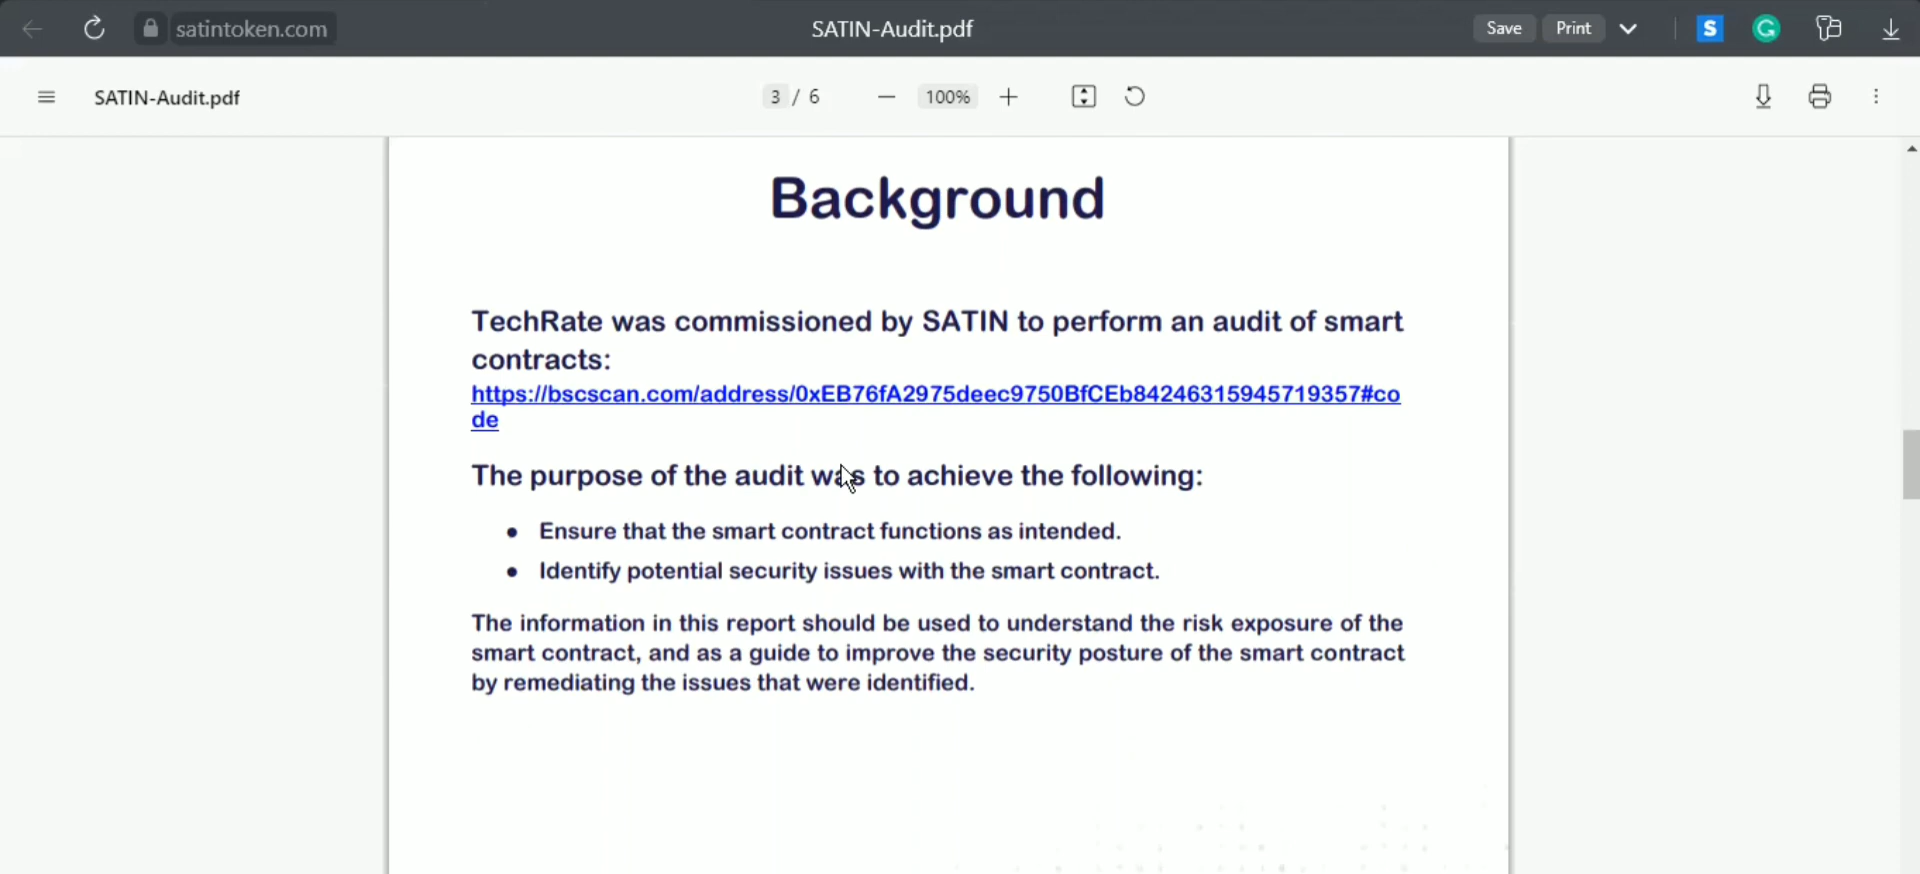 satintoken.com
SATIN-Audit.pdf
Save
Print
S
G
SATIN-Audit.pdf
3 / 6
100%
Background
TechRate was commissioned by SATIN to perform an audit of smart
contracts:
https://bscscan.com/address/0xEB76fA2975deec9750BfCEb84246315945719357#co
de
The purpose of the audit was to achieve the following:
• Ensure that the smart contract functions as intended.
• Identify potential security issues with the smart contract.
The information in this report should be used to understand the risk exposure of the
smart contract, and as a guide to improve the security posture of the smart contract
by remediating the issues that were identified.